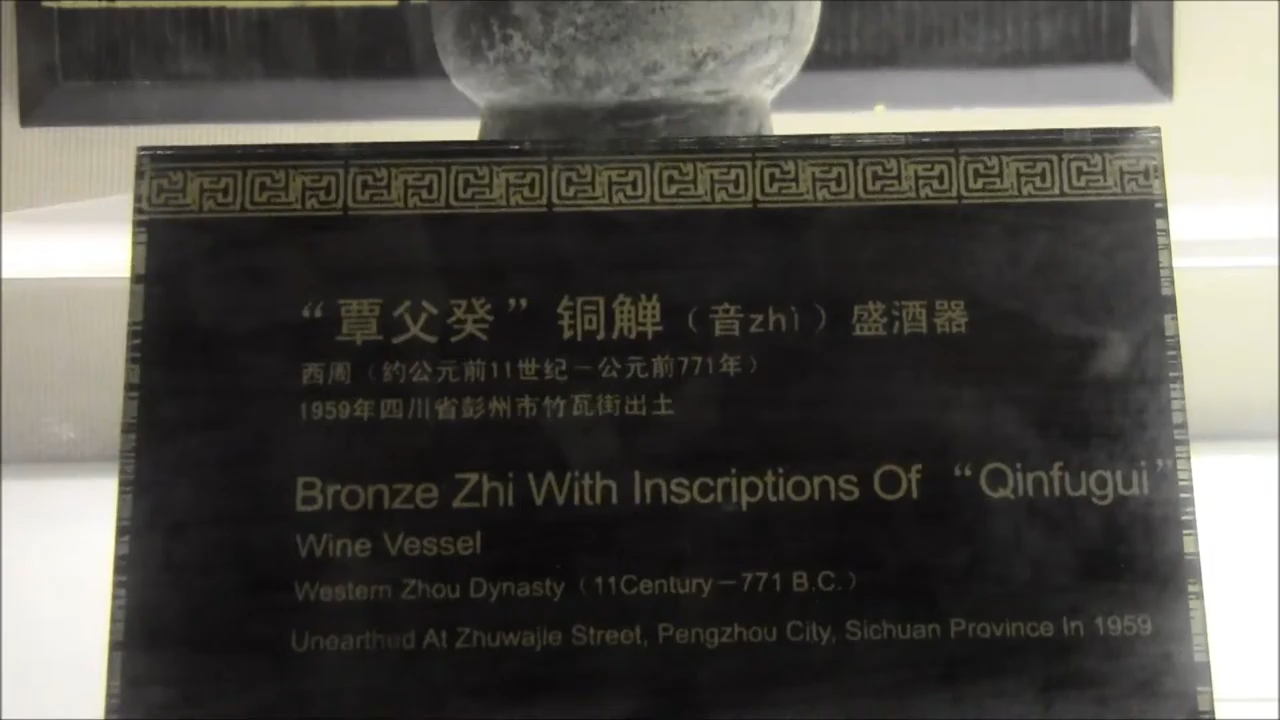 “覃父癸”铜觯（音zhì）盛酒器
西周（约公元前11世纪－公元前771年）
1959年四川省彭州市竹瓦街出土
Bronze Zhi With Inscriptions Of “Qinfugui”
Wine Vessel
Western Zhou Dynasty（11Century－771 B.C.）
Unearthed At Zhuwajie Street, Pengzhou City, Sichuan Province In 1959